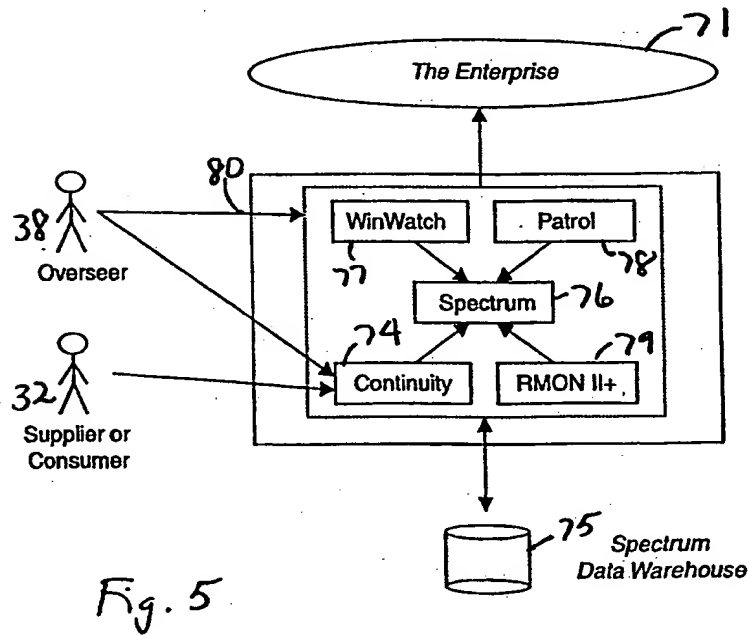 71
The Enterprise
80
WinWatch
Patrol
38
77
78
Overseer
Spectrum
76
74
79
Continuity
RMON II+
32
Supplier or
Consumer
75
Spectrum
Data Warehouse
Fig. 5